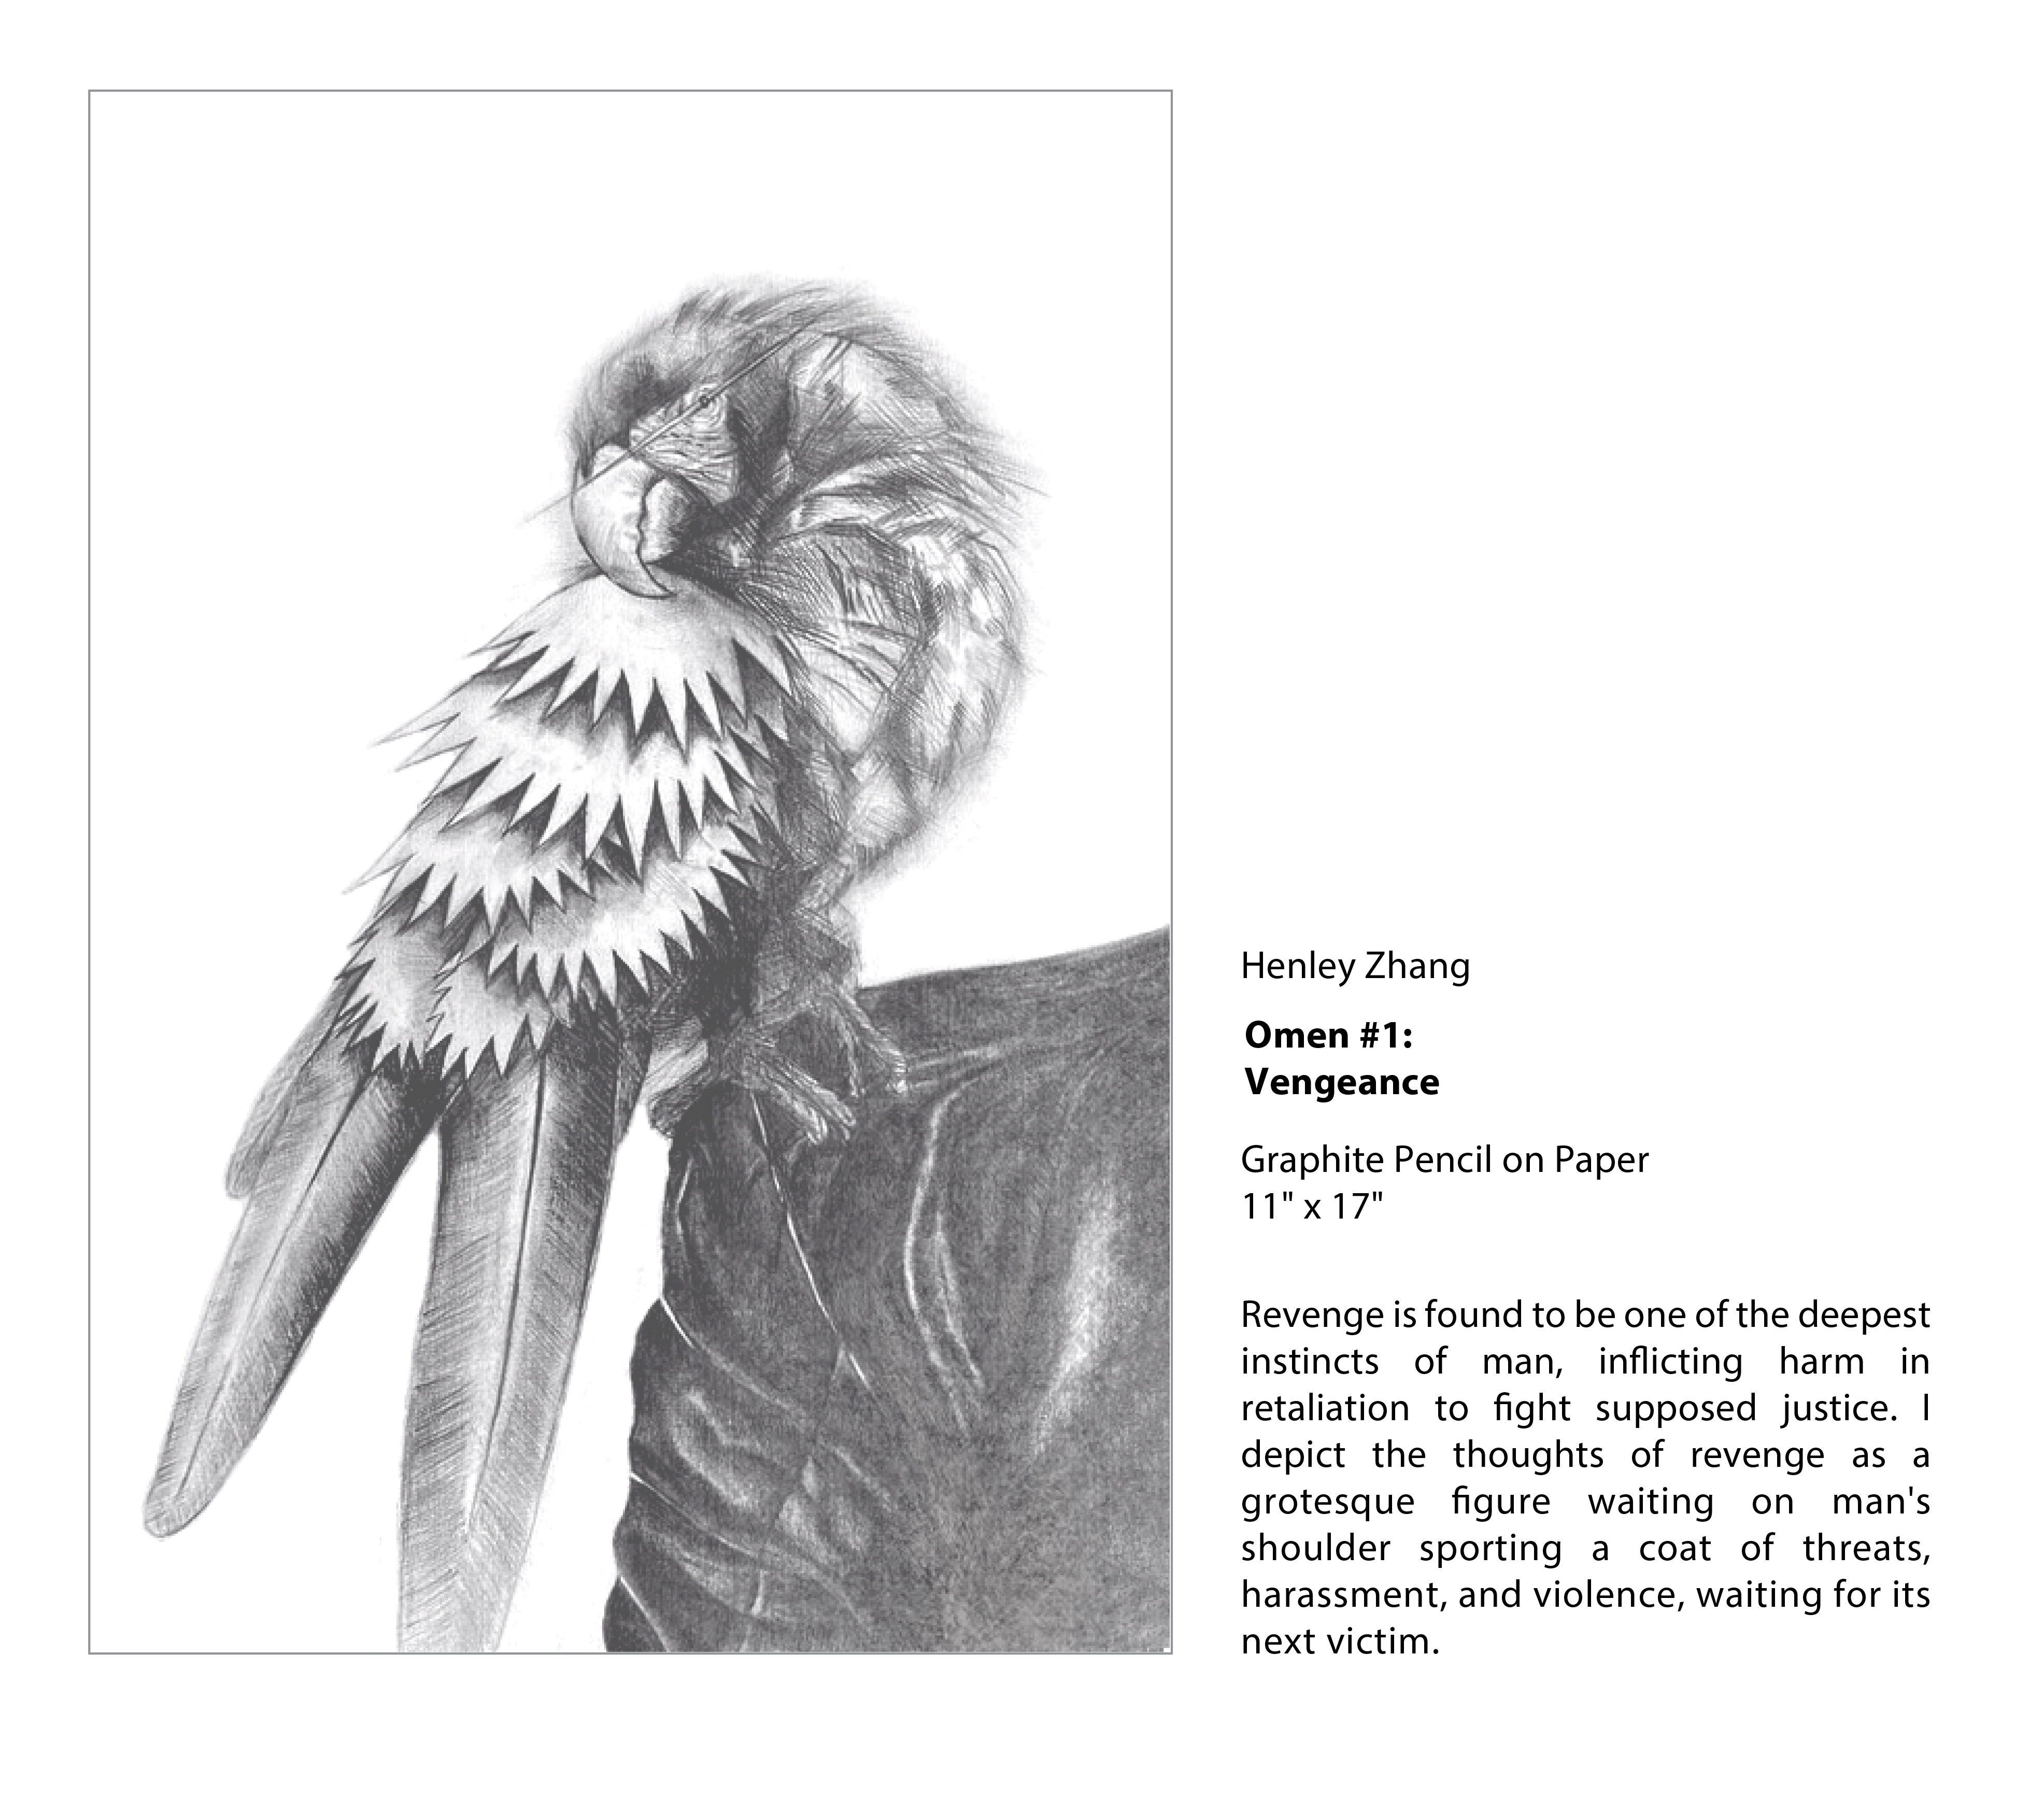 Henley Zhang
Omen #1:
Vengeance
Graphite Pencil on Paper
11" x 17"
Revenge is found to be one of the deepest
instincts of man, inflicting harm in
retaliation to fight supposed justice. I
depict the thoughts of revenge as a
grotesque figure waiting on man's
shoulder sporting a coat of threats,
harassment, and violence, waiting for its
next victim.